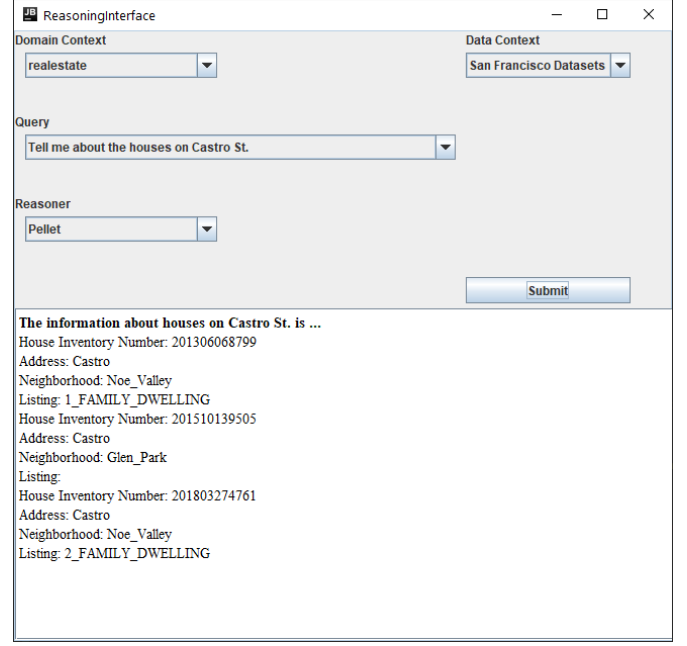 JB ReasoningInterface
Domain Context Data Context
realestate San Francisco Datasets
Query
Tell me about the houses on Castro St.
Reasoner
Pellet
Submit
The information about houses on Castro St. is ...
House Inventory Number: 201306068799
Address: Castro
Neighborhood: Noe_Valley
Listing: 1_FAMILY_DWELLING
House Inventory Number: 201510139505
Address: Castro
Neighborhood: Glen_Park
Listing:
House Inventory Number: 201803274761
Address: Castro
Neighborhood: Noe_Valley
Listing: 2_FAMILY_DWELLING